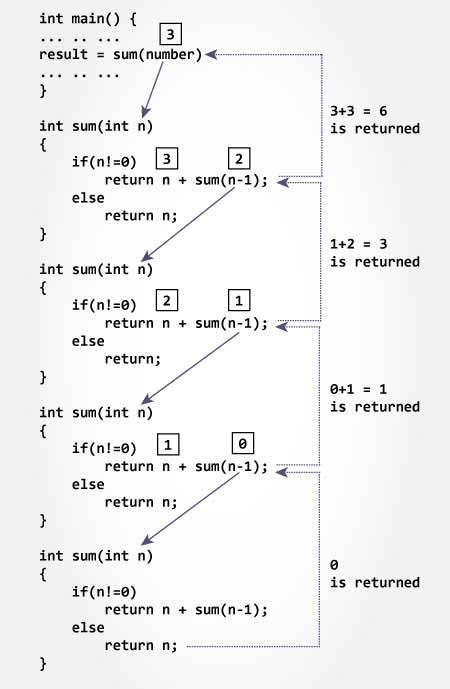 int main() {
... .. ...
3
result = sum(number)
... .. ...
}
3+3 = 6
is returned
int sum(int n)
{
if(n!=0) 3 2
return n + sum(n-1);
else
return n;
}
1+2 = 3
is returned
int sum(int n)
{
if(n!=0) 2 1
return n + sum(n-1);
else
return;
}
0+1 = 1
is returned
int sum(int n)
{
if(n!=0) 1 0
return n + sum(n-1);
else
return n;
}
int sum(int n)
{
if(n!=0)
return n + sum(n-1);
else
return n;
}
0
is returned